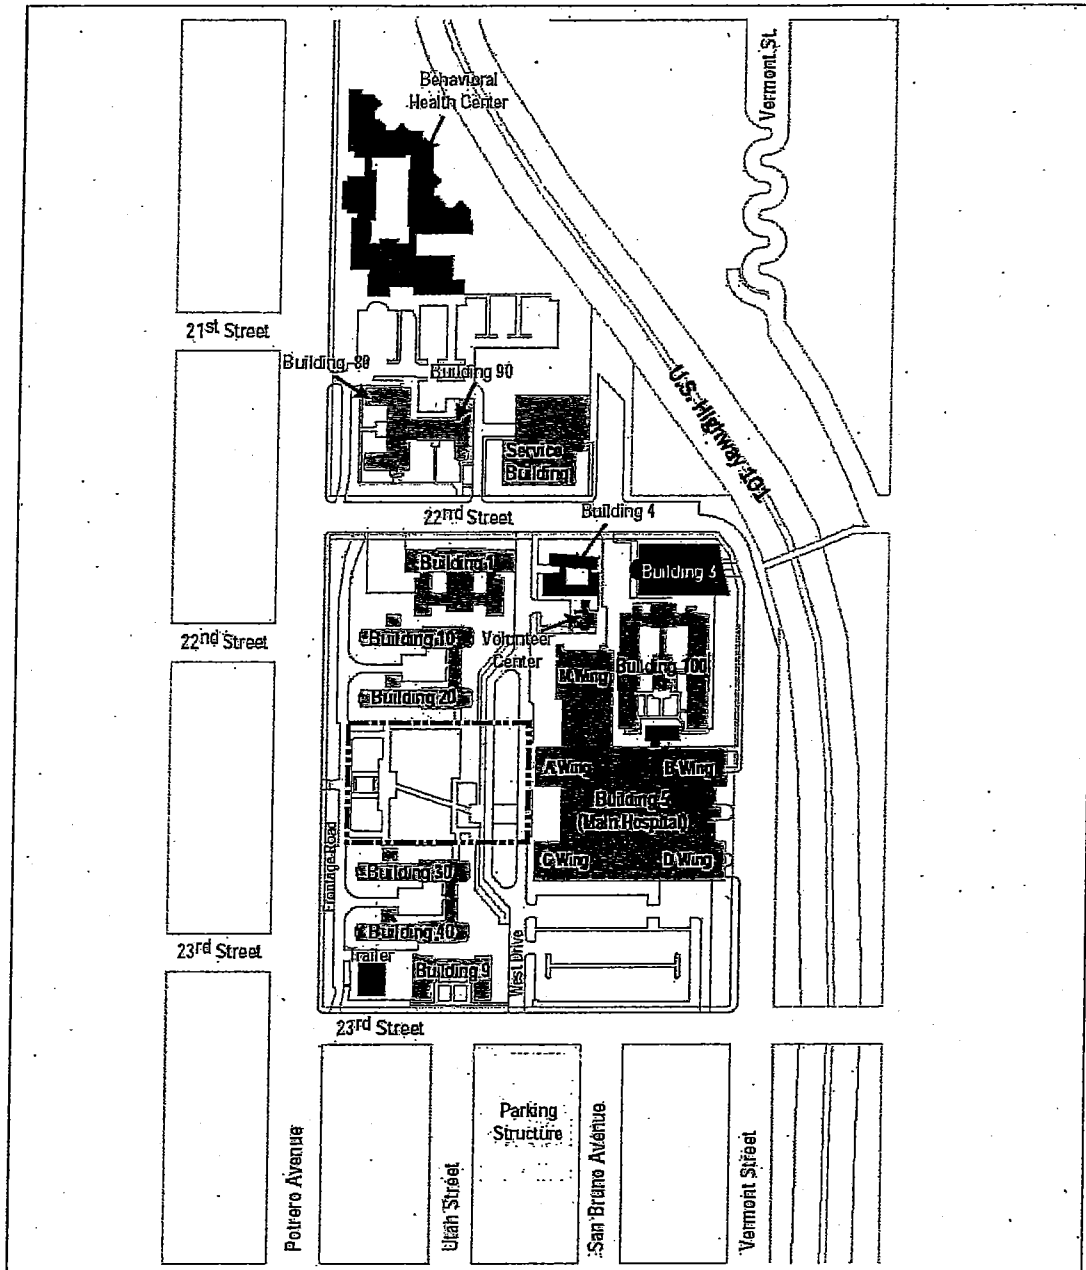 Vermont St.
Behavioral
Health Center
21st Street
Building 80
Building 90
U.S. Highway 101
Service
Building
22nd Street
Building 4
Building 1
Building 3
Building 10
22nd Street
Volunteer
Center
M Wing
Building 100
Building 20
A Wing
B Wing
Building 5
(Main Hospital)
Frontage Road
Building 30
C Wing
D Wing
Building 40
23rd Street
Trailer
Building 9
West Drive
23rd Street
Parking
Structure
Potrero Avenue
Utah Street
San Bruno Avenue
Vermont Street